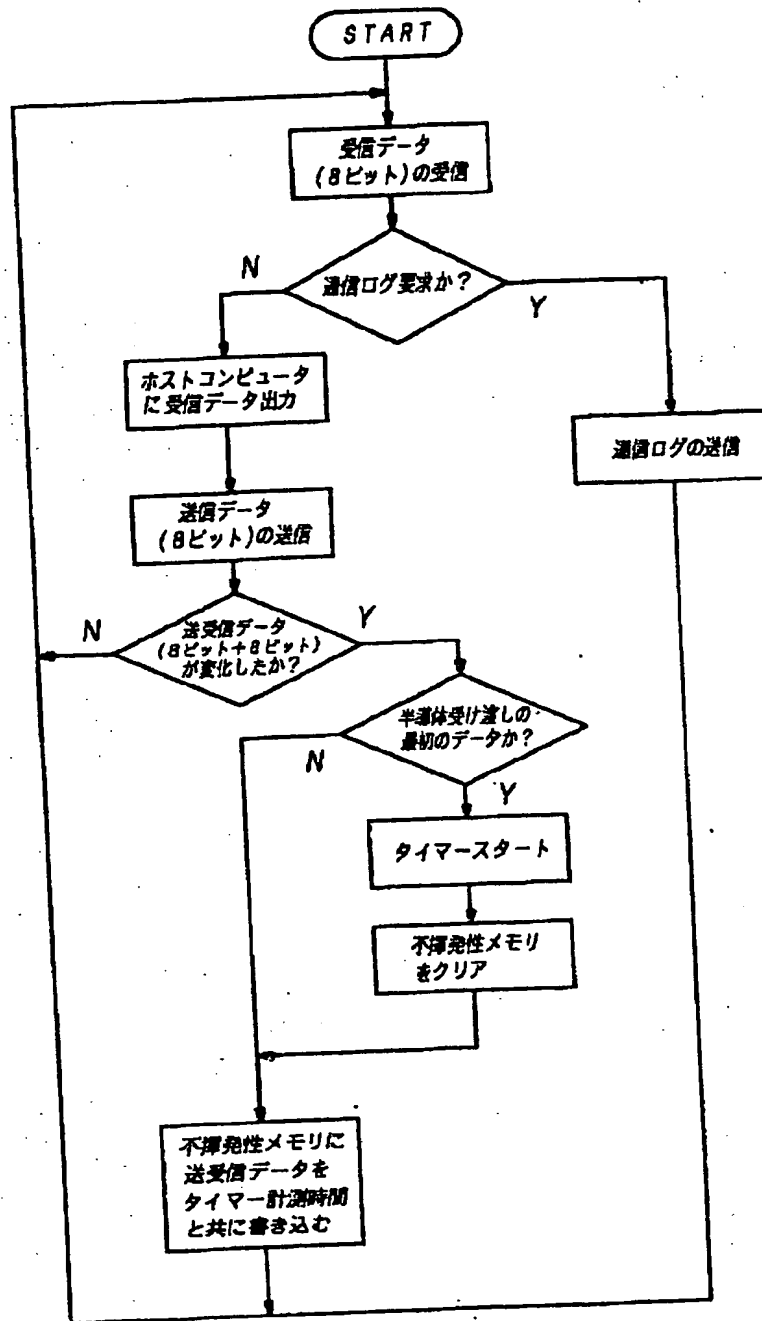 START
受信データ
(8ビット)の受信
通信ログ要求か?
N
Y
ホストコンピュータ
に受信データ出力
通信ログの送信
送信データ
(8ビット)の送信
送受信データ
(8ビット+8ビット)
が変化したか?
N
Y
半導体受け渡しの
最初のデータか?
N
Y
タイマースタート
不揮発性メモリ
をクリア
不揮発性メモリに
送受信データを
タイマー計測時間
と共に書き込む